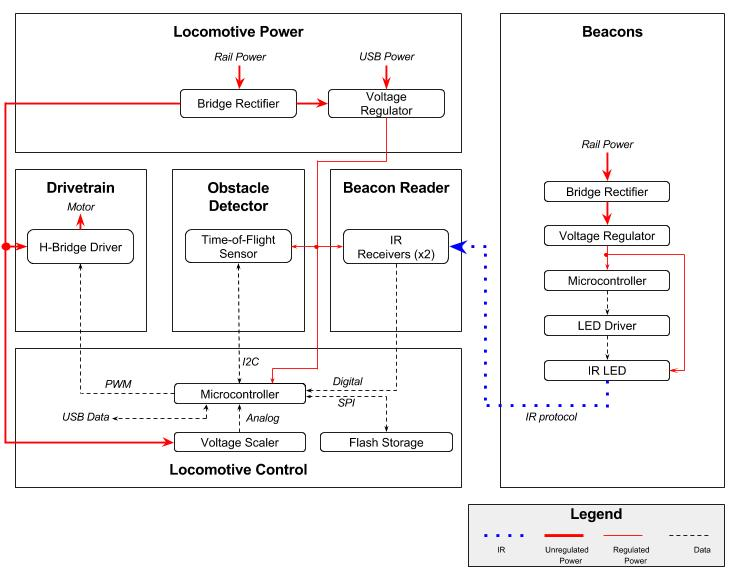 Locomotive Power
Rail Power
USB Power
Bridge Rectifier
Voltage
Regulator
Drivetrain
Motor
H-Bridge Driver
Obstacle
Detector
Time-of-Flight
Sensor
Beacon Reader
IR
Receivers (x2)
I2C
PWM
Digital
Microcontroller
SPI
USB Data
Analog
Voltage Scaler
Flash Storage
Locomotive Control
Beacons
Rail Power
Bridge Rectifier
Voltage Regulator
Microcontroller
LED Driver
IR LED
IR protocol
Legend
IR
Unregulated
Power
Regulated
Power
Data